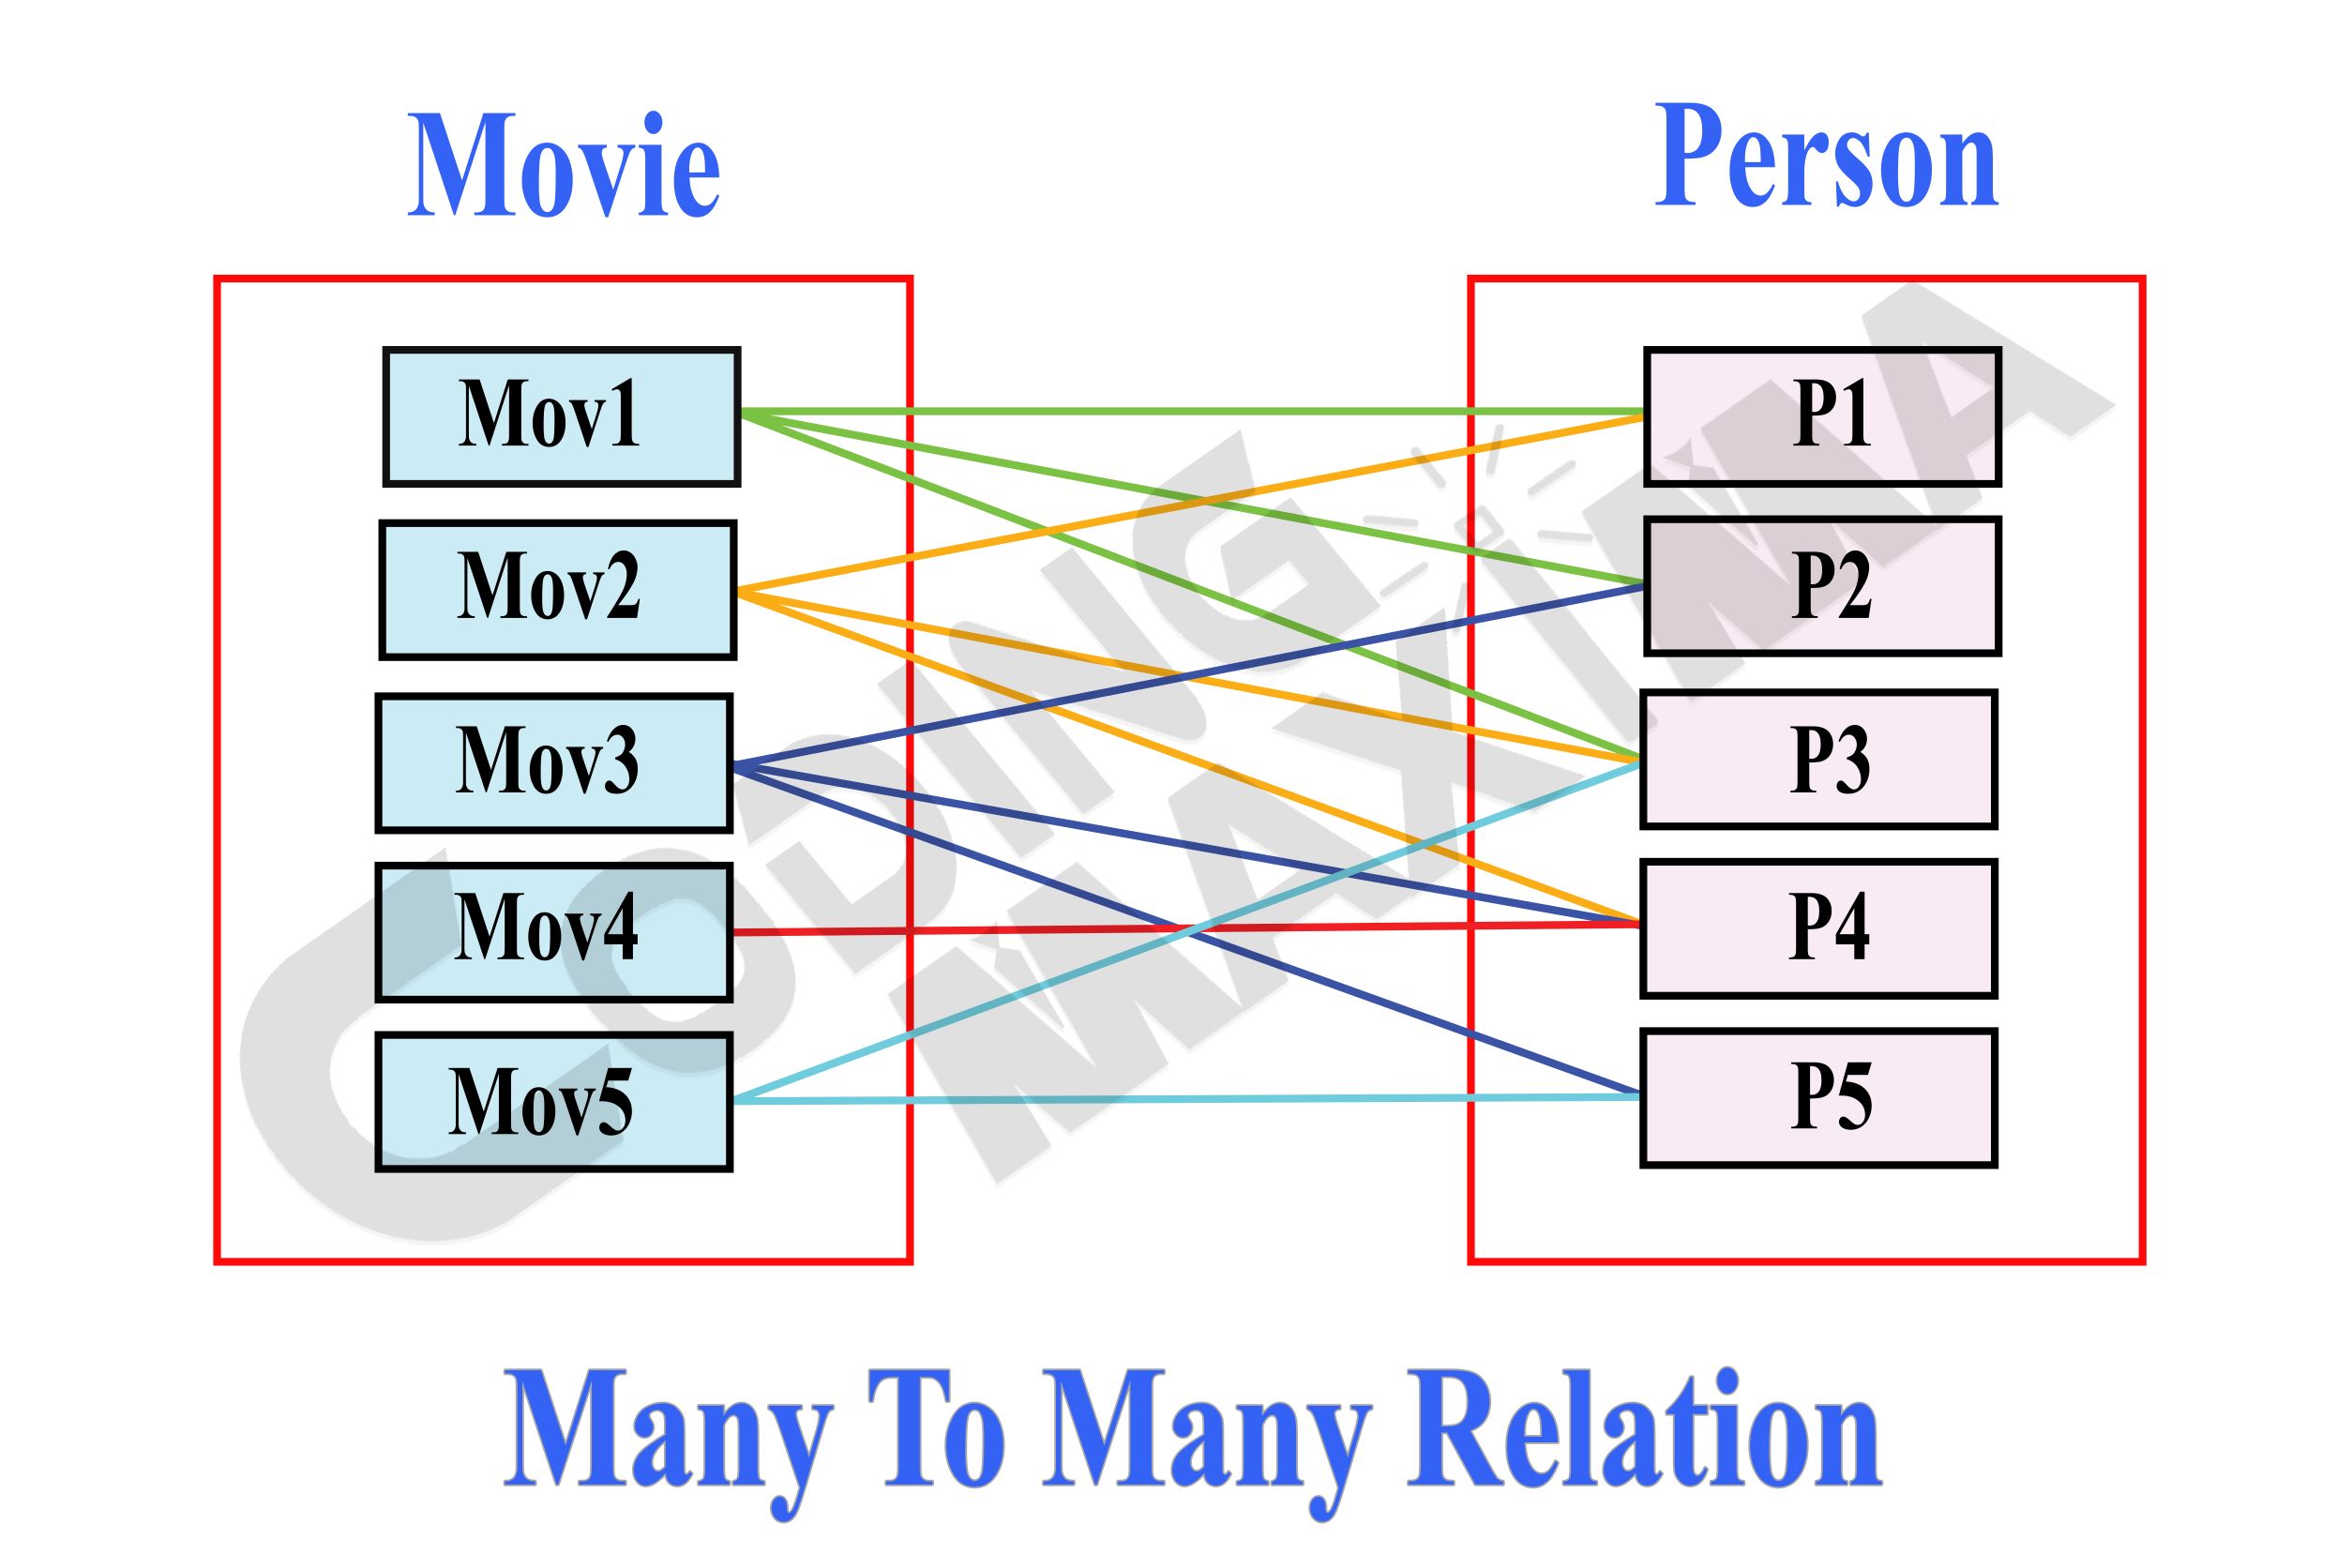 Movie
Person
Mov1
P1
Mov2
P2
Mov3
P3
Mov4
P4
Mov5
P5
CODING
MAXIMA
Many To Many Relation